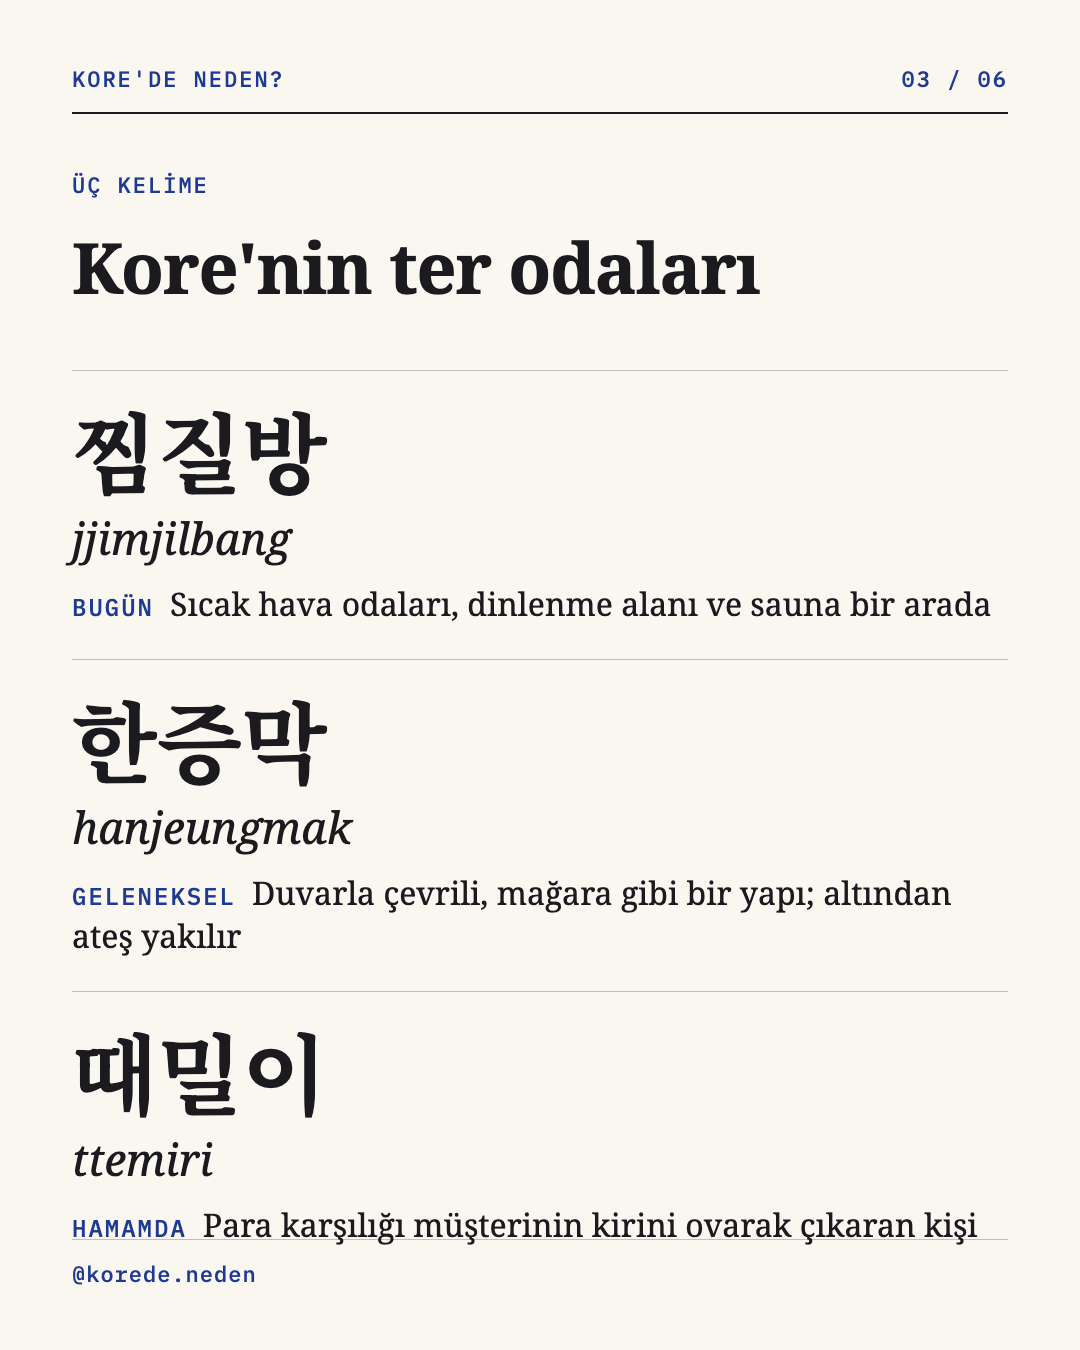 KORE'DE NEDEN?
03 / 06
ÜÇ KELİME
Kore'nin ter odaları
찜질방
jjimjilbang
BUGÜN Sıcak hava odaları, dinlenme alanı ve sauna bir arada
한증막
hanjeungmak
GELENEKSEL Duvarla çevrili, mağara gibi bir yapı; altından
ateş yakılır
때밀이
ttemiri
HAMAMDA Para karşılığı müşterinin kirini ovarak çıkaran kişi
@korede.neden